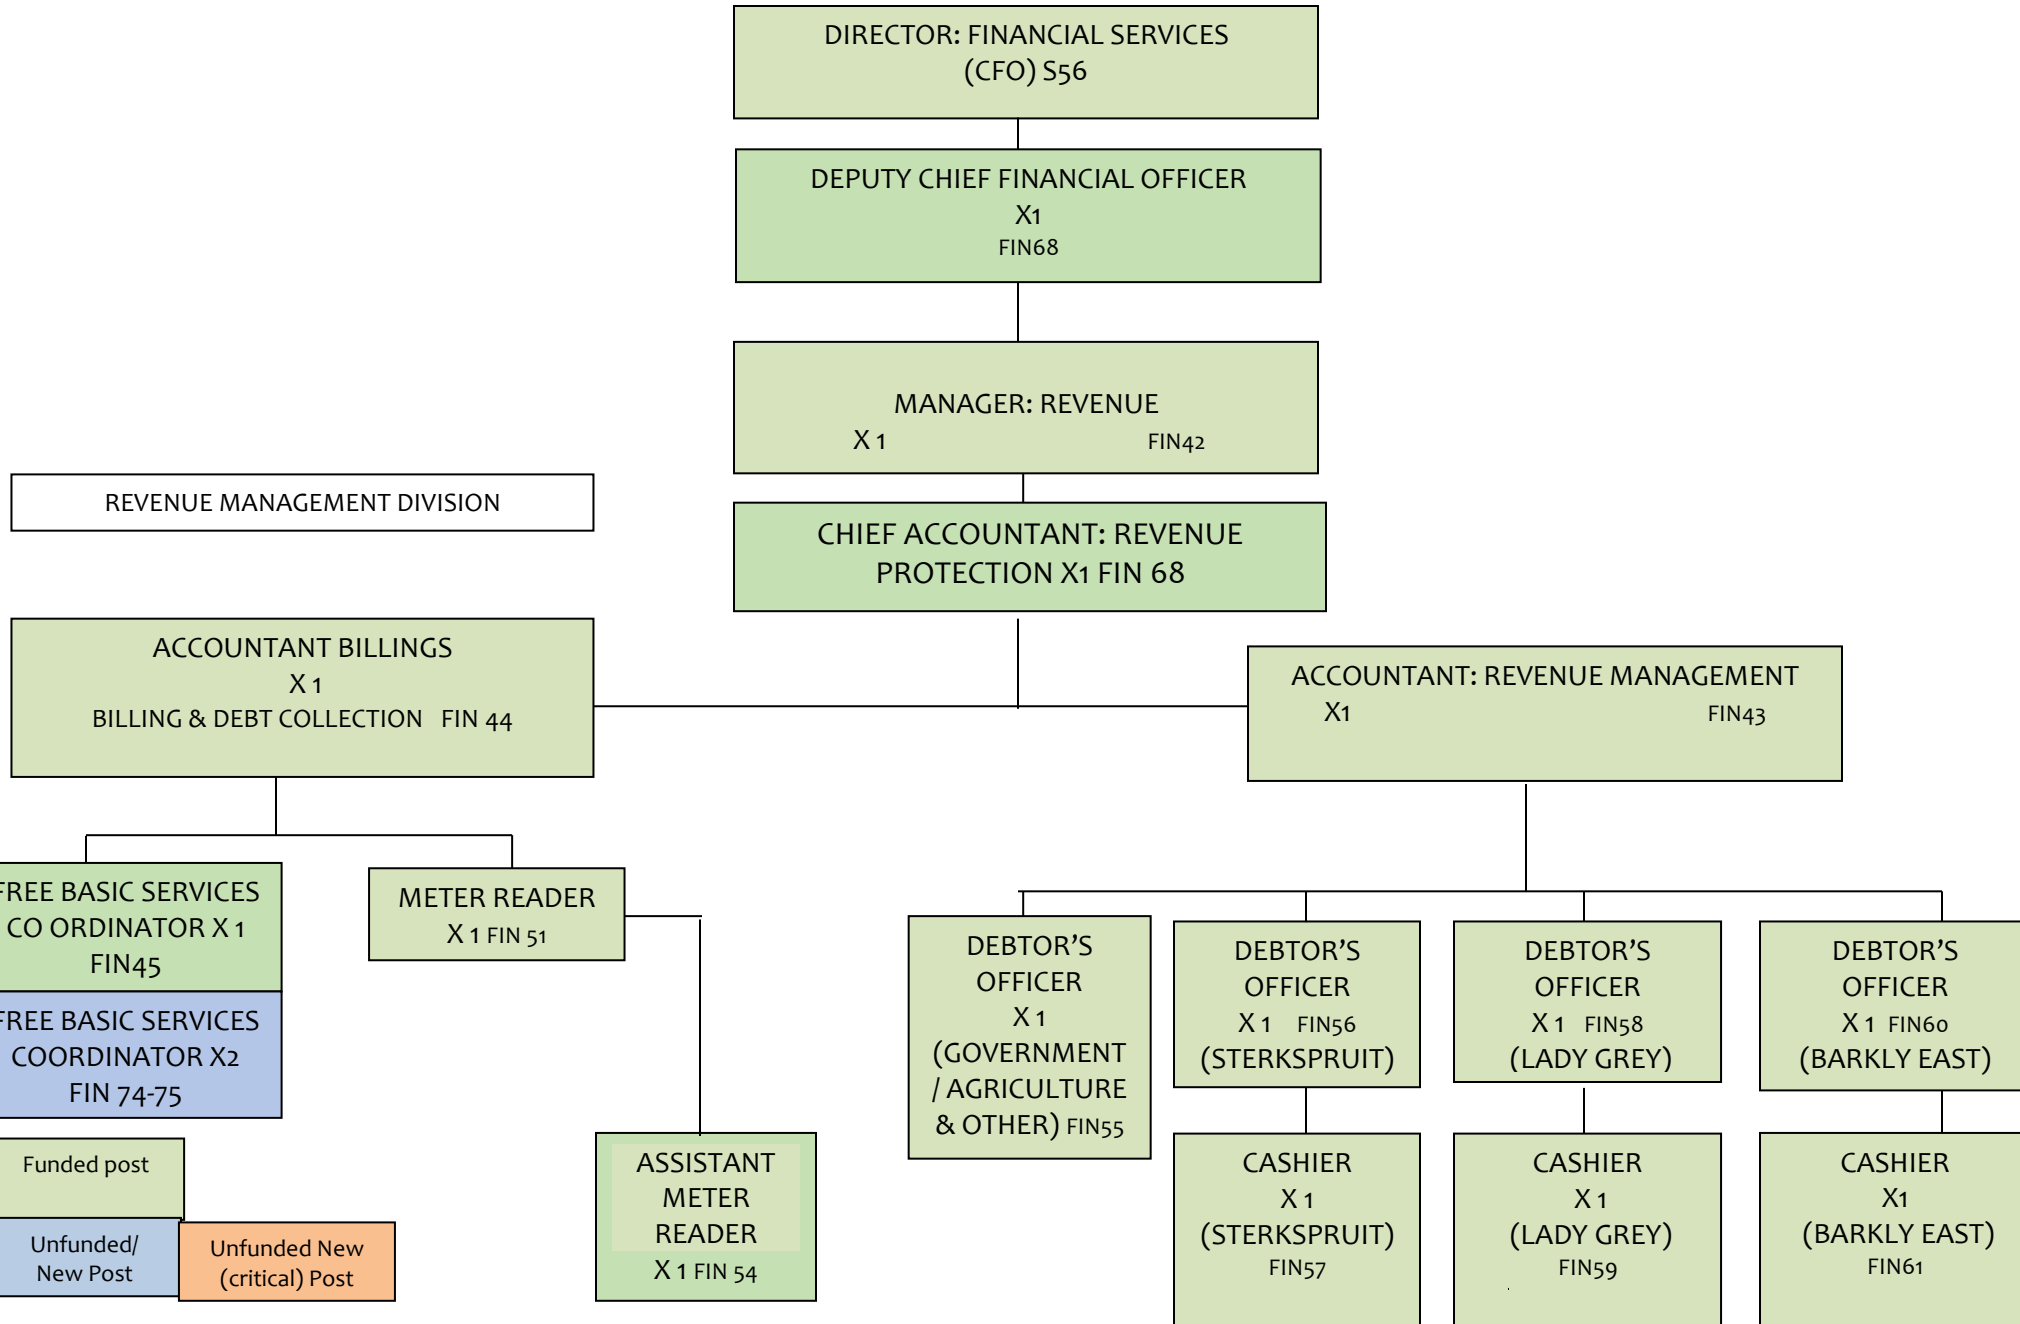 DIRECTOR: FINANCIAL SERVICES
(CFO) S56
DEPUTY CHIEF FINANCIAL OFFICER
X1
FIN68
MANAGER: REVENUE
X 1 FIN42
REVENUE MANAGEMENT DIVISION
CHIEF ACCOUNTANT: REVENUE
PROTECTION X1 FIN 68
ACCOUNTANT BILLINGS
X 1
BILLING & DEBT COLLECTION FIN 44
ACCOUNTANT: REVENUE MANAGEMENT
X1 FIN43
FREE BASIC SERVICES
CO ORDINATOR X 1
FIN45
FREE BASIC SERVICES
COORDINATOR X2
FIN 74-75
METER READER
X 1 FIN 51
ASSISTANT
METER
READER
X 1 FIN 54
DEBTOR’S
OFFICER
X 1
(GOVERNMENT
/ AGRICULTURE
& OTHER) FIN55
DEBTOR’S
OFFICER
X 1 FIN56
(STERKSPRUIT)
DEBTOR’S
OFFICER
X 1 FIN58
(LADY GREY)
DEBTOR’S
OFFICER
X 1 FIN60
(BARKLY EAST)
CASHIER
X 1
(STERKSPRUIT)
FIN57
CASHIER
X 1
(LADY GREY)
FIN59
CASHIER
X1
(BARKLY EAST)
FIN61
Funded post
Unfunded/
New Post
Unfunded New
(critical) Post